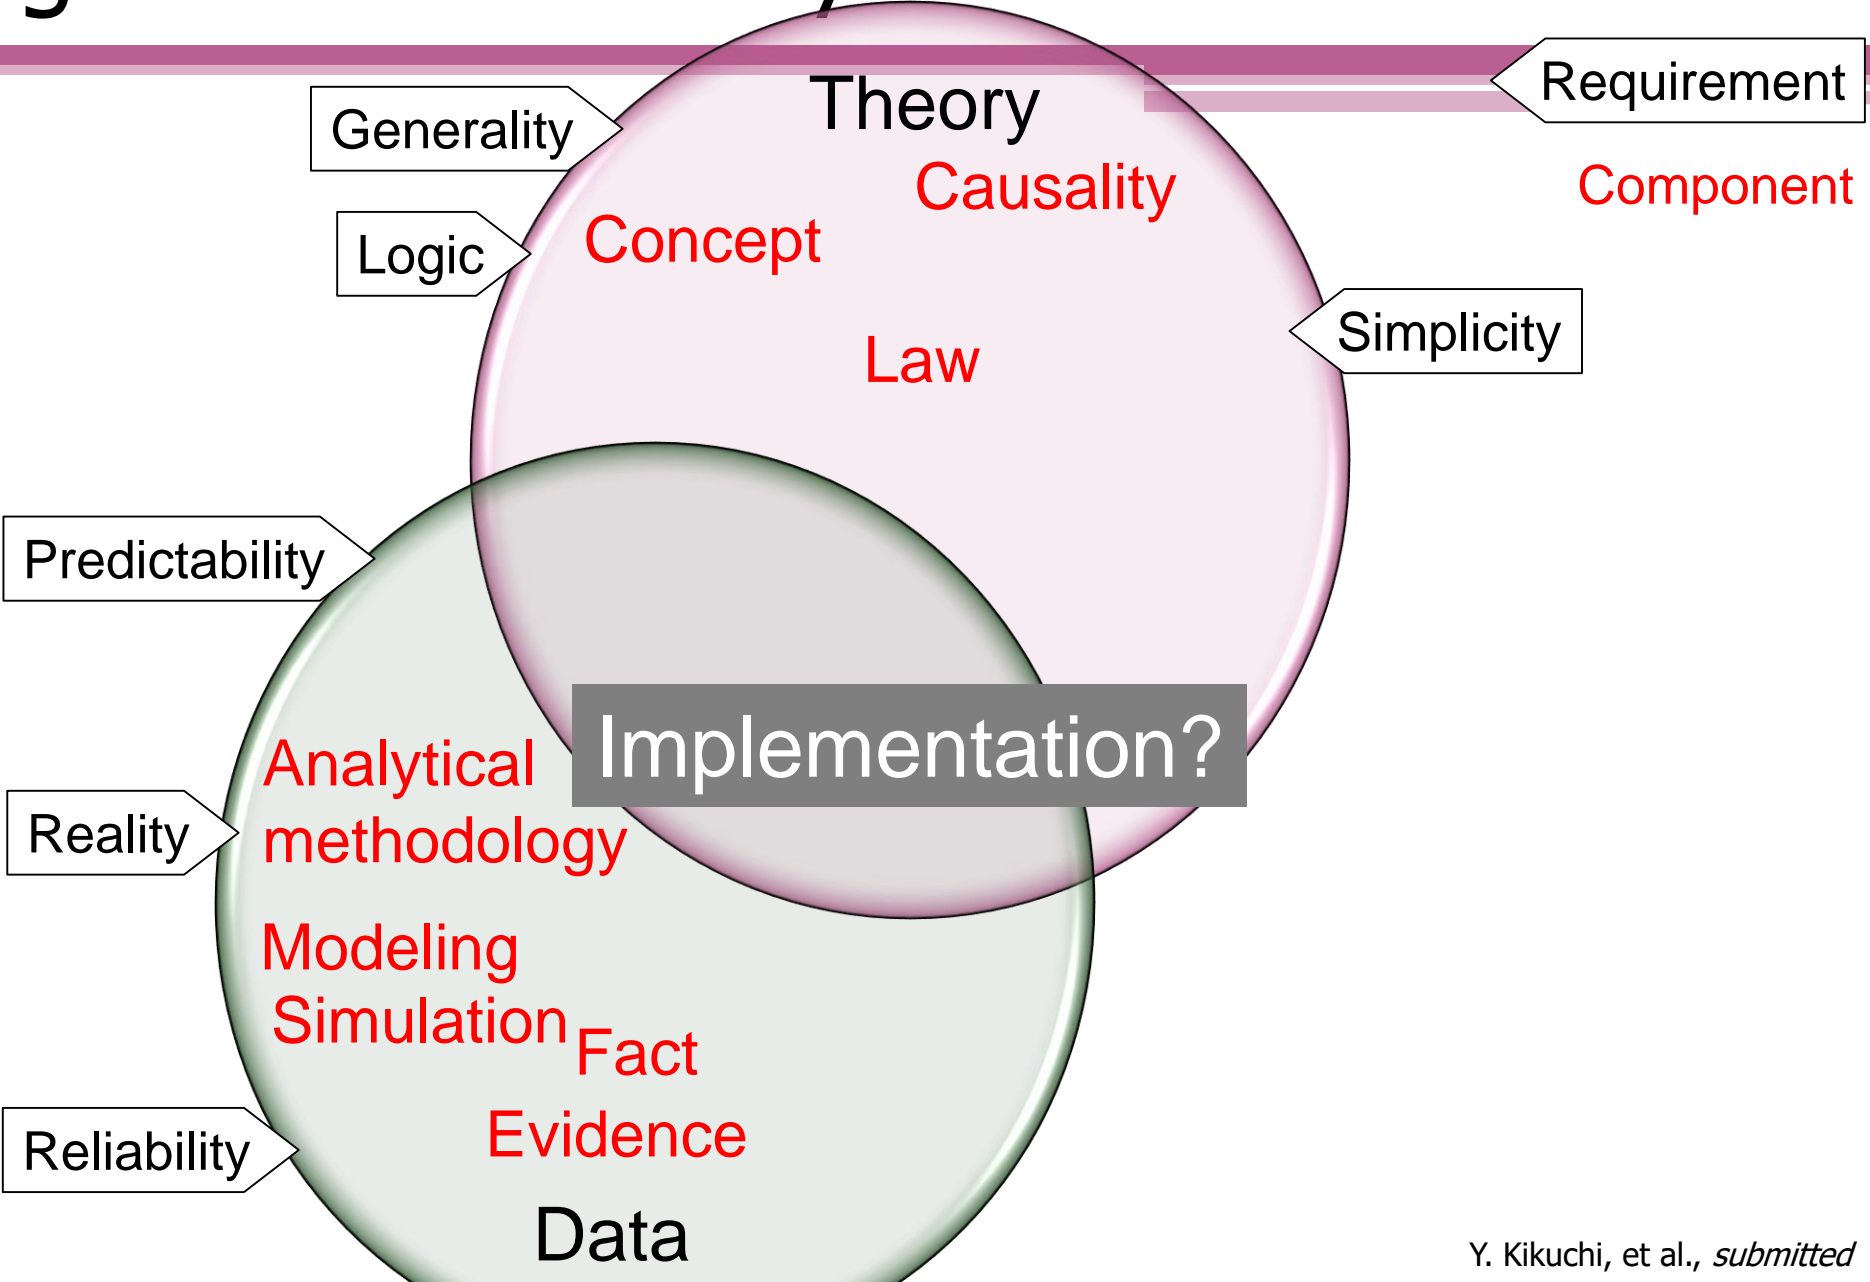 Theory
Requirement
Generality
Causality
Component
Concept
Logic
Simplicity
Law
Predictability
Implementation?
Analytical
methodology
Reality
Modeling
Simulation
Fact
Evidence
Reliability
Data
Y. Kikuchi, et al., submitted